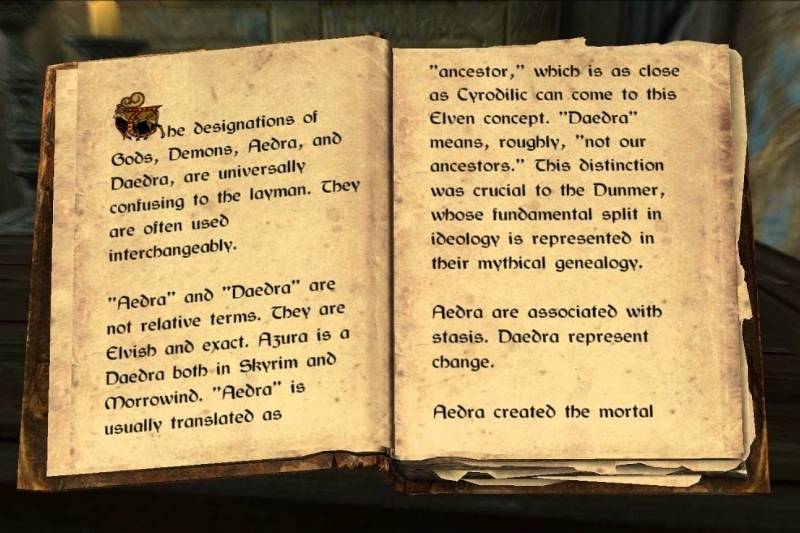 The designations of
Gods, Demons, Aedra, and
Daedra, are universally
confusing to the layman. They
are often used
interchangeably.
"Aedra" and "Daedra" are
not relative terms. They are
Elvish and exact. Azura is a
Daedra both in Skyrim and
Morrowind. "Aedra" is
usually translated as
"ancestor," which is as close
as Cyrodilic can come to this
Elven concept. "Daedra"
means, roughly, "not our
ancestors." This distinction
was crucial to the Dunmer,
whose fundamental split in
ideology is represented in
their mythical genealogy.
Aedra are associated with
stasis. Daedra represent
change.
Aedra created the mortal